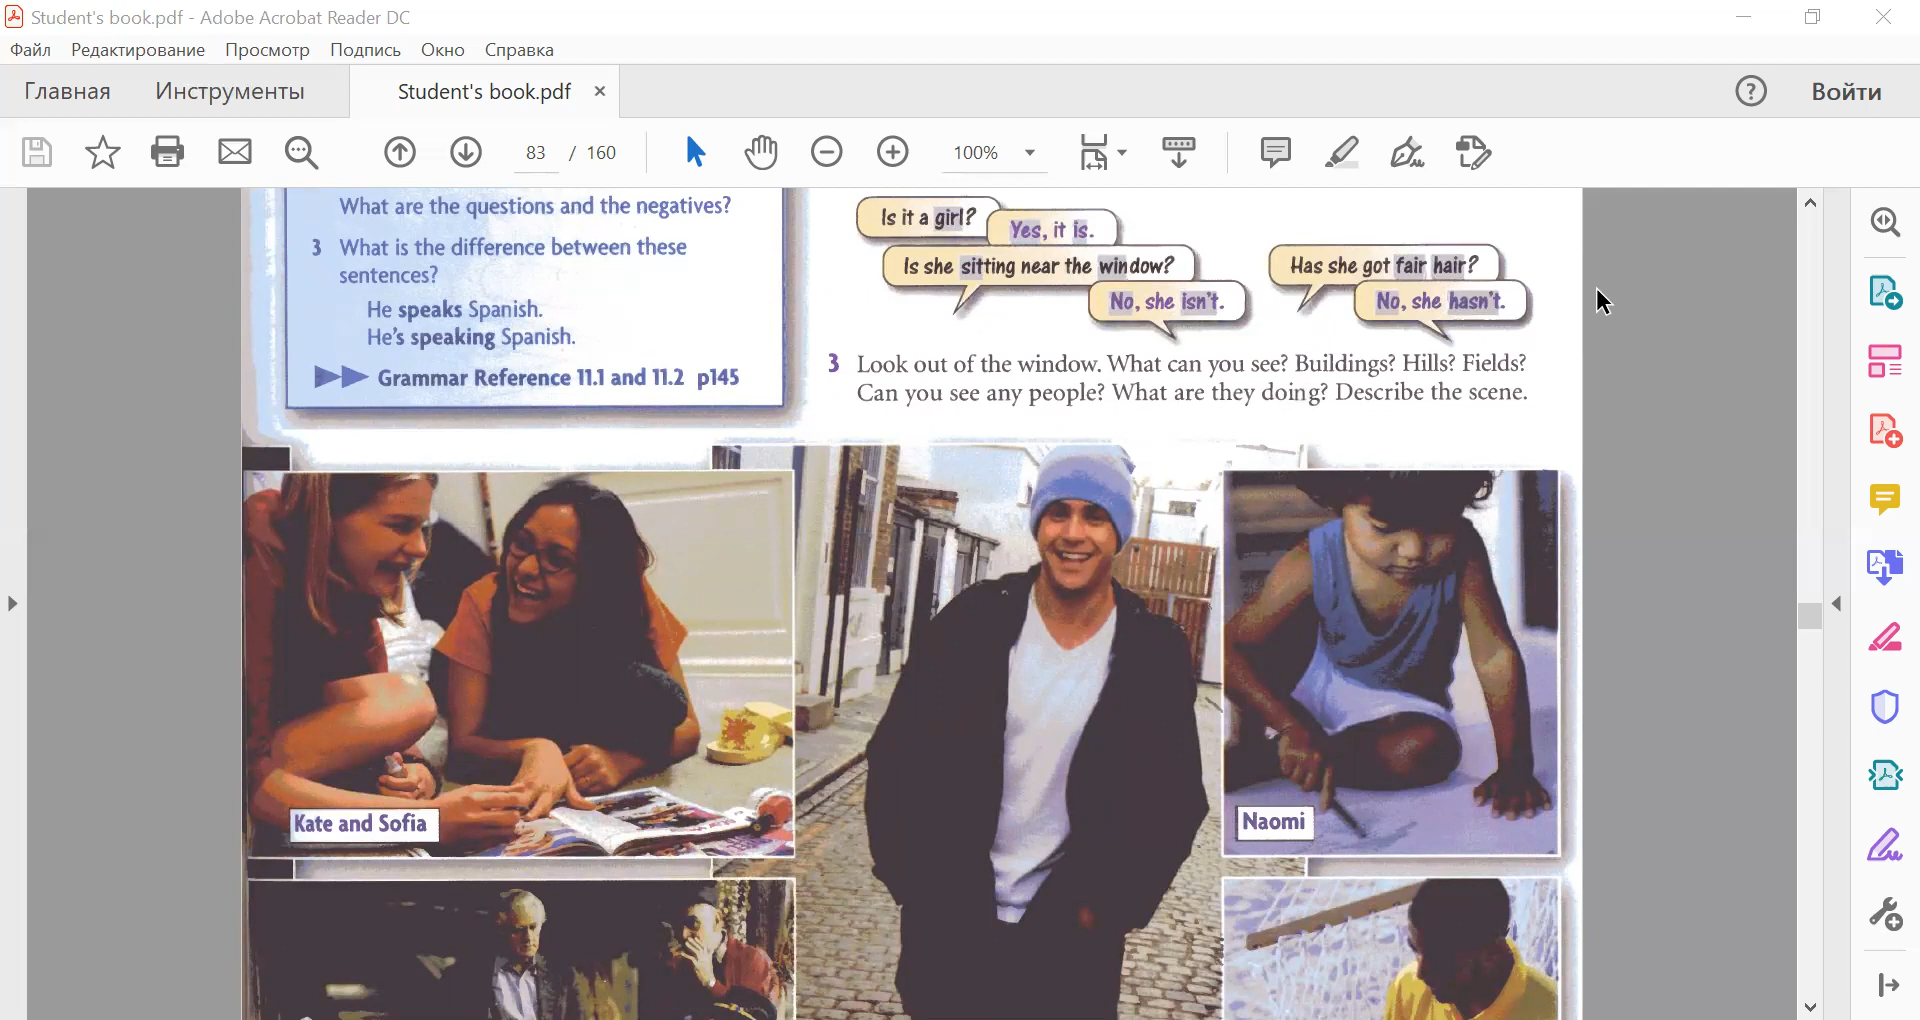 Student's book.pdf - Adobe Acrobat Reader DC
Файл Редактирование Просмотр Подпись Окно Справка
Главная Инструменты Student's book.pdf Войти
83 / 160 100%
What are the questions and the negatives?
3 What is the difference between these
sentences?
He speaks Spanish.
He's speaking Spanish.
Grammar Reference 11.1 and 11.2 p145
Is it a girl?
Yes, it is.
Is she sitting near the window?
No, she isn't.
Has she got fair hair?
No, she hasn't.
3 Look out of the window. What can you see? Buildings? Hills? Fields?
Can you see any people? What are they doing? Describe the scene.
Kate and Sofia
Naomi